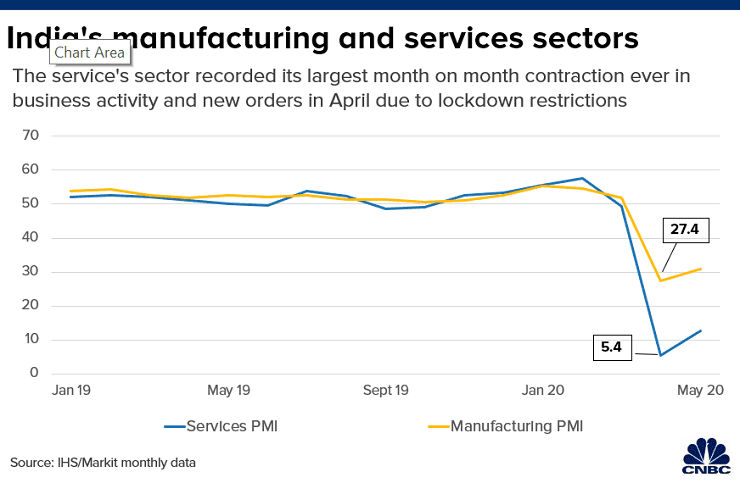 India's manufacturing and services sectors
Chart Area
The service's sector recorded its largest month on month contraction ever in
business activity and new orders in April due to lockdown restrictions
70
60
50
40
30
20
10
0
27.4
5.4
Jan 19 May 19 Sept 19 Jan 20 May 20
Services PMI Manufacturing PMI
Source: IHS/Markit monthly data
CNBC